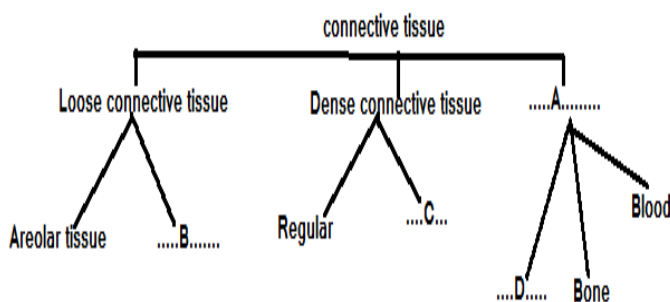 connective tissue
Loose connective tissue
Dense connective tissue
.....A.........
Areolar tissue
.....B.......
Regular
....C...
....D.....
Bone
Blood